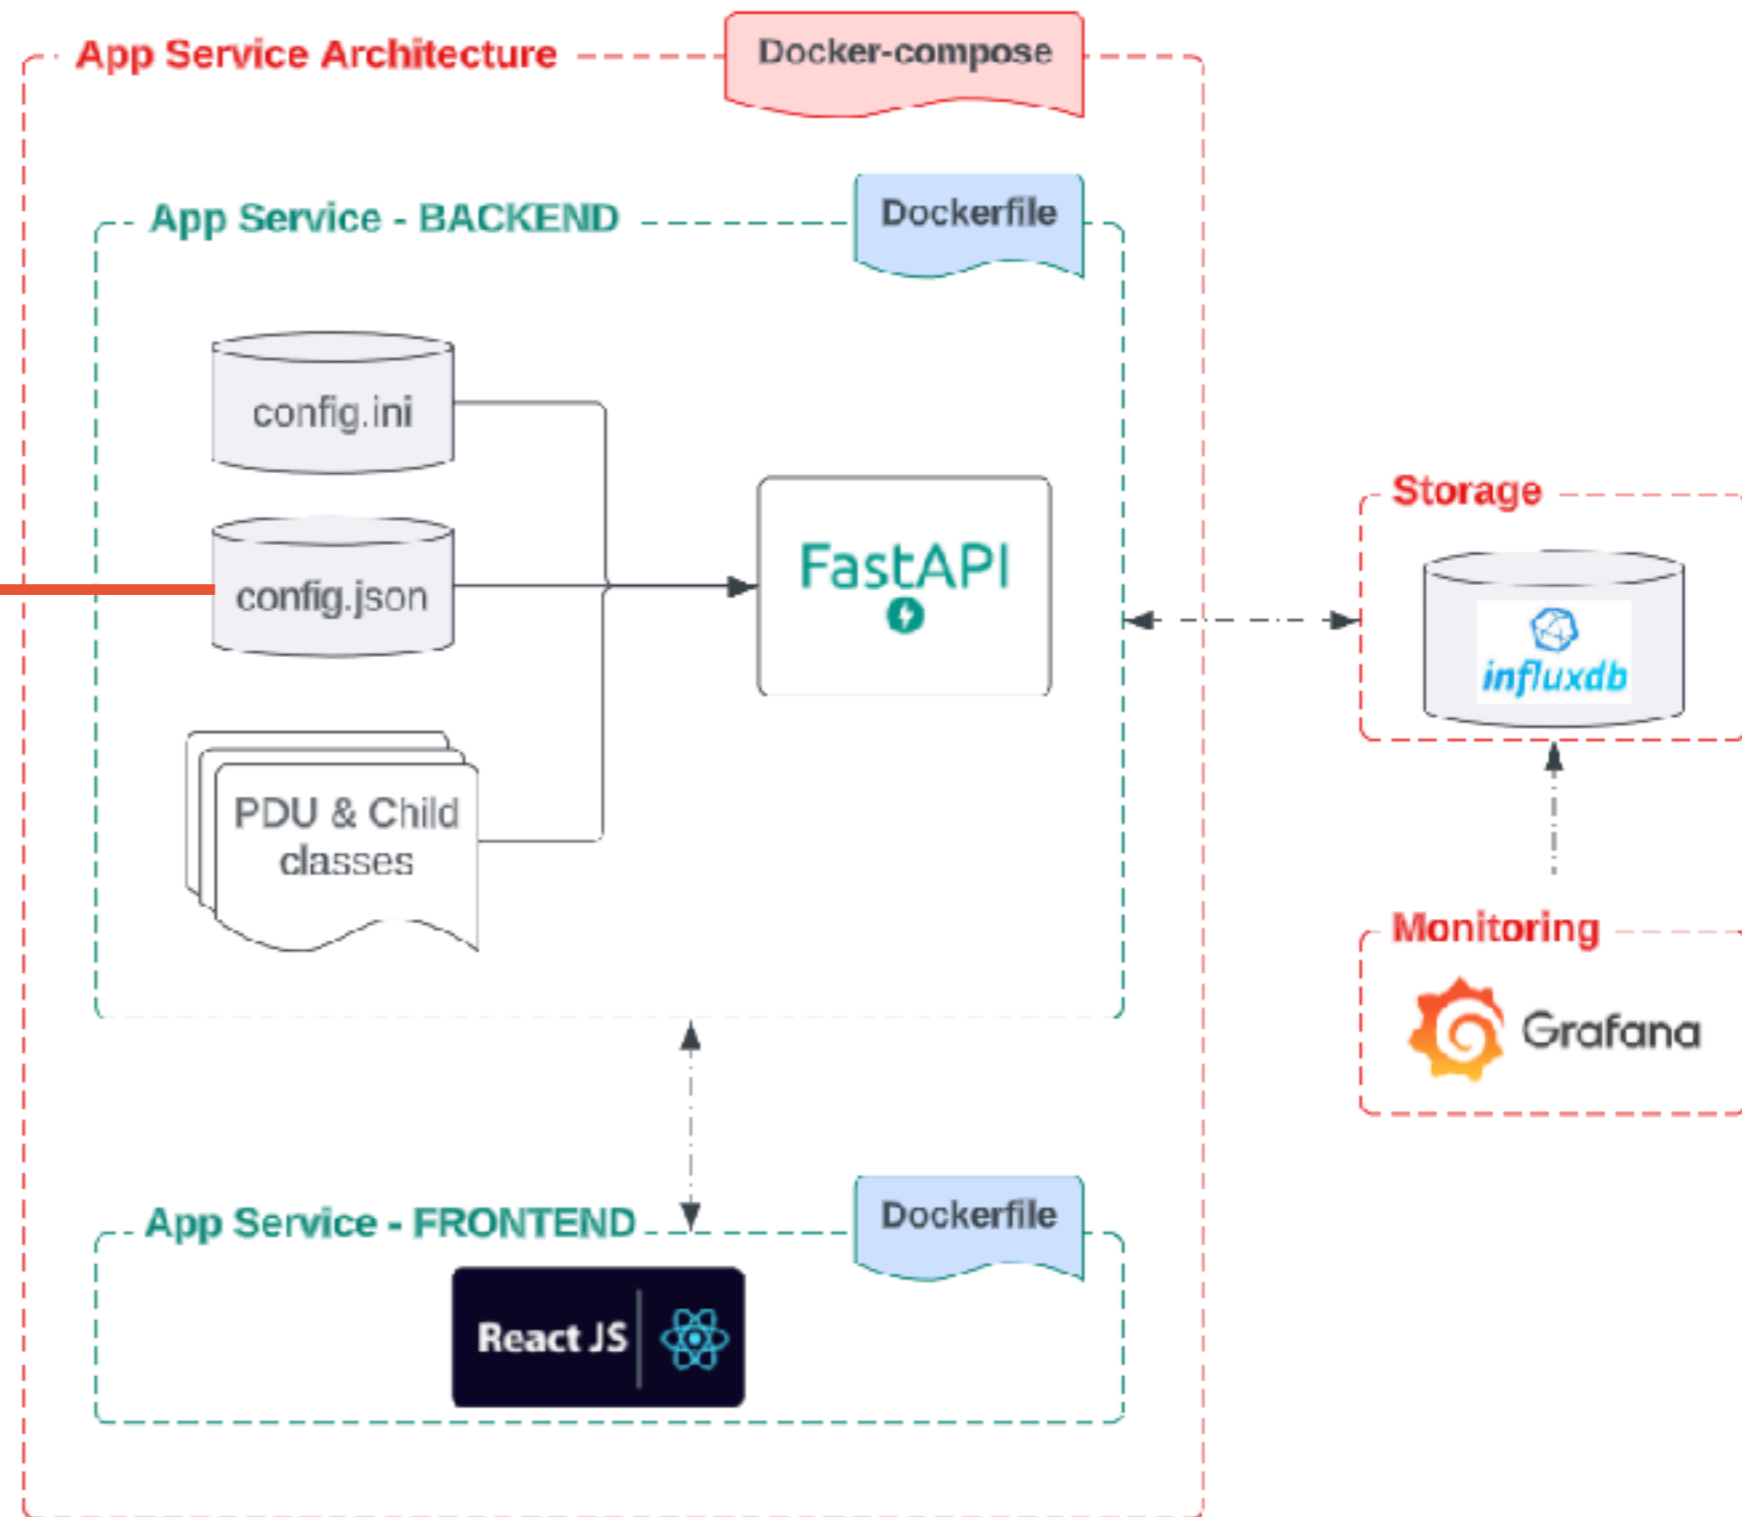 App Service Architecture
Docker-compose
App Service - BACKEND
Dockerfile
config.ini
config.json
FastAPI
PDU & Child
classes
Storage
influxdb
Monitoring
Grafana
App Service - FRONTEND
Dockerfile
React JS